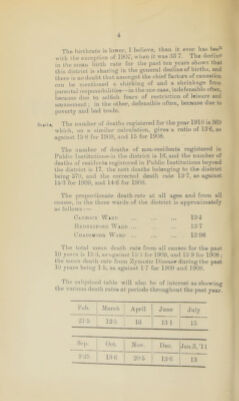 4
The birthrate is lower, I believe, than it ever has been
with the exception of 1907, when it was 33·7. The decline
in the mean birth rate for the past ten years shows that
this district is sharing in the general decline of births, and
there is no doubt that amongst the chief factors of causation
can be mentioned a shirking of and a shrinkage from
parental responsibilities—in the one case, indefensible often,
because due to selfish fears of restriction of leisure and
amusement; in the other, defensible often, because due to
poverty and bad trade.
Deaths. The number of deaths registered for the year 1910 is
which, on a similar calculation, gives a ratio of 13·6, as
against 15·6 for 1909, and 15 for 1908.
The number of deaths of non-residents registered in
Public Institutions in the district is 16, and the number of
deaths of residents registered in Public Institutions beyond
the district is 17, the nett deaths belonging to the district
being 370, and the corrected death rate 13·7, as against
15·3 for 1909, and 14·6 for 1908.
The proportionate death-rate at all ages and from all
causes, in the three wards of the district is approximately
as follows:—
Ward ... ... ... 13·4
Ward ... ... ... 13·7
Ward ... ... ... 13·96
The total mean death rate from all causes for the past
10 years is 15·1, as against 15·1 for 1909, and 15·9 for 1908;
the mean death rate from Zymotic Disease during the past
10 years being 1·5, as against 1·7 for 1909 and 1908.
The subjoined table will also be of interest as showing
the various death rates at periods throughout the past year.
Feb. March April June July
21·5 12·5 16 13·1 15
Sep. Oct. Nov. Dec. Jan.3,'11
9·25 19·6 20·5 13·6 13